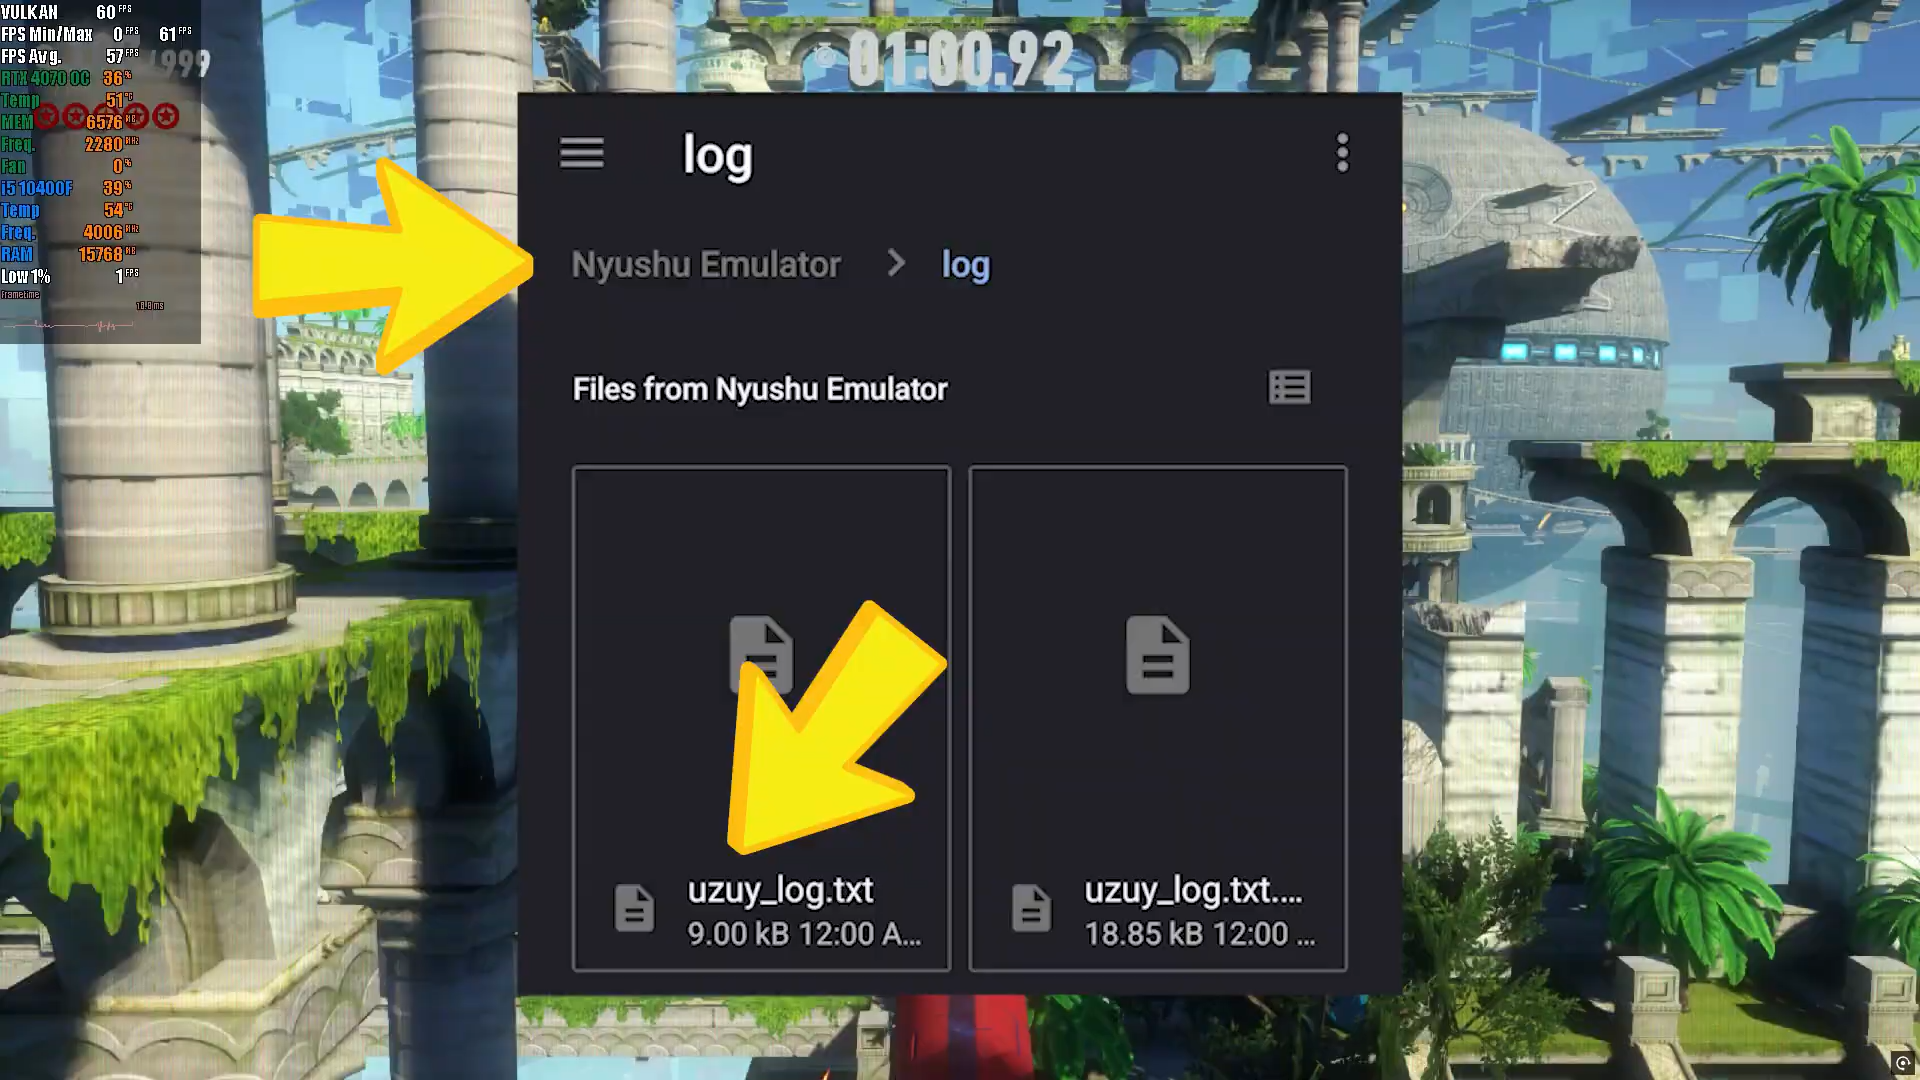 VULKAN 60 FPS
FPS Min/Max 0 FPS 61 FPS
FPS Avg. 57 FPS
RTX 4070 OC 36 %
Temp 51 °C
MEM 6576 MB
Freq. 2280 MHz
Fan 0 %
i5 10400F 39 %
Temp 54 °C
Freq. 4006 MHz
RAM 15768 MB
Low 1% 1 FPS
Frametime
999
01:00.92
log
Nyushu Emulator > log
Files from Nyushu Emulator
uzuy_log.txt
9.00 kB 12:00 A...
uzuy_log.txt....
18.85 kB 12:00 ...